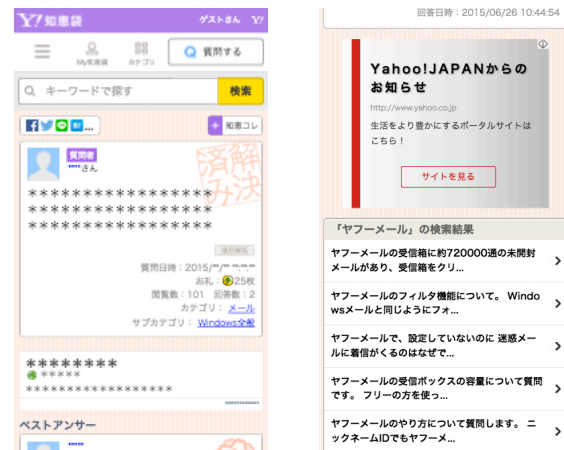 Y!知恵袋
ゲストさん Y!
My知恵袋
カテゴリ
Q 質問する
キーワードで探す
検索
+ 知恵コレ
質問者
****さん
解決済み
******************
******************
******************
質問日時：2015/**/** **:**:**
お礼：25枚
閲覧数：101 回答数：2
カテゴリ：メール
サブカテゴリ：Windows全般
********
*****
******************
ベストアンサー
回答日時：2015/06/26 10:44:54
Yahoo!JAPANからの
お知らせ
http://www.yahoo.co.jp
生活をより豊かにするポータルサイトは
こちら！
サイトを見る
「ヤフーメール」の検索結果
ヤフーメールの受信箱に約720000通の未開封
メールがあり、受信箱をクリ...
ヤフーメールのフィルタ機能について。 Windo
wsメールと同じようにフォ...
ヤフーメールで、設定していないのに 迷惑メー
ルに着信がくるのはなぜで...
ヤフーメールの受信ボックスの容量について質問
です。 フリーの方を使っ...
ヤフーメールのやり方について質問します。 ニ
ックネームIDでもヤフーメ...